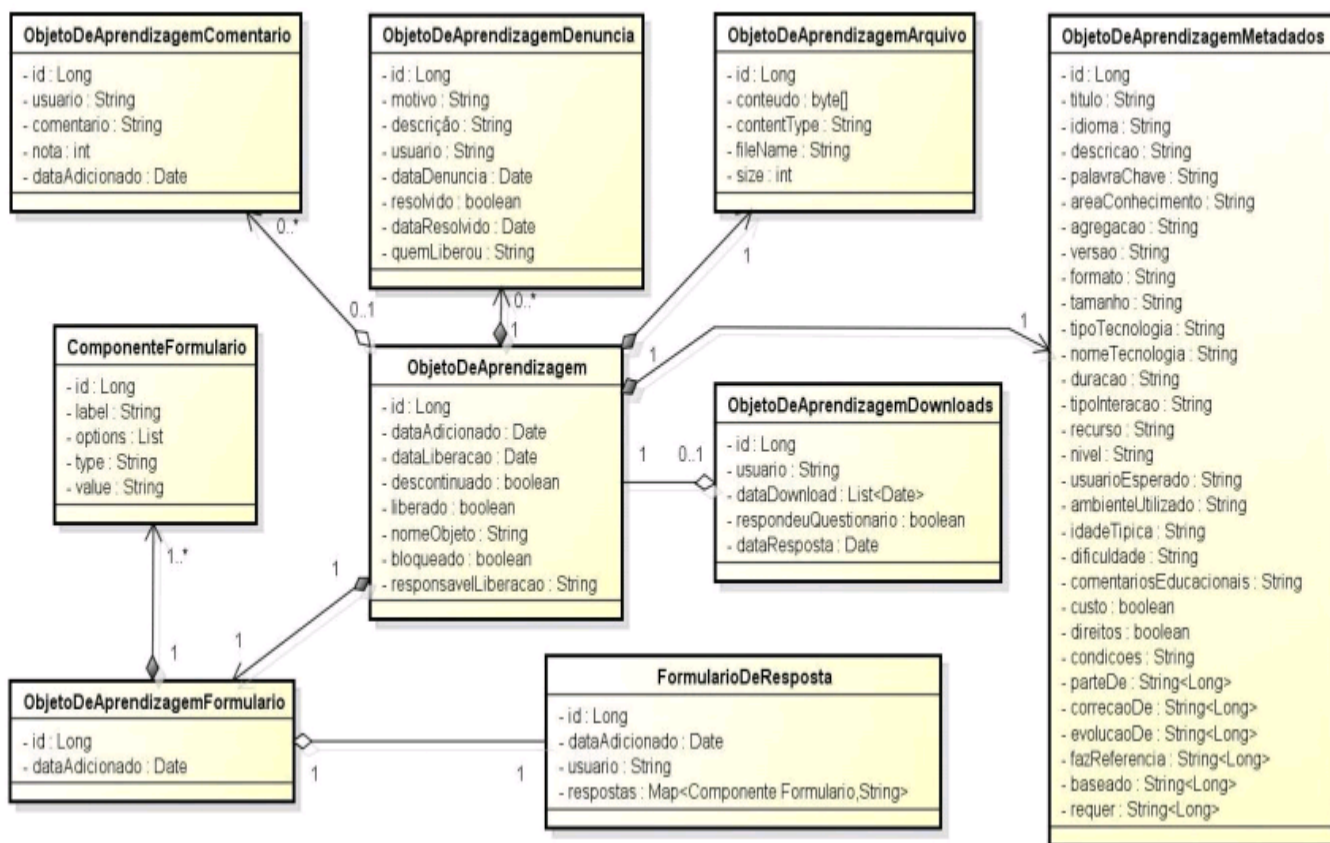 ObjetoDeAprendizagemComentario
- id : Long
- usuario : String
- comentario : String
- nota : int
- dataAdicionado : Date
ObjetoDeAprendizagemDenuncia
- id : Long
- motivo : String
- descrição : String
- usuario : String
- dataDenuncia : Date
- resolvido : boolean
- dataResolvido : Date
- quemLiberou : String
ObjetoDeAprendizagemArquivo
- id : Long
- conteudo : byte[]
- contentType : String
- fileName : String
- size : int
ObjetoDeAprendizagemMetadados
- id : Long
- titulo : String
- idioma : String
- descricao : String
- palavraChave : String
- areaConhecimento : String
- agregacao : String
- versao : String
- formato : String
- tamanho : String
- tipoTecnologia : String
- nomeTecnologia : String
- duracao : String
- tipoInteracao : String
- recurso : String
- nivel : String
- usuarioEsperado : String
- ambienteUtilizado : String
- idadeTipica : String
- dificuldade : String
- comentariosEducacionais : String
- custo : boolean
- direitos : boolean
- condicoes : String
- parteDe : String<Long>
- correcaoDe : String<Long>
- evolucaoDe : String<Long>
- fazReferencia : String<Long>
- baseado : String<Long>
- requer : String<Long>
0..*
0..1
0..*
1
1
1
1
ComponenteFormulario
- id : Long
- label : String
- options : List
- type : String
- value : String
ObjetoDeAprendizagem
- id : Long
- dataAdicionado : Date
- dataLiberacao : Date
- descontinuado : boolean
- liberado : boolean
- nomeObjeto : String
- bloqueado : boolean
- responsavelLiberacao : String
1
0..1
ObjetoDeAprendizagemDownloads
- id : Long
- usuario : String
- dataDownload : List<Date>
- respondeuQuestionario : boolean
- dataResposta : Date
1..*
1
1
1
ObjetoDeAprendizagemFormulario
- id : Long
- dataAdicionado : Date
1
1
FormularioDeResposta
- id : Long
- dataAdicionado : Date
- usuario : String
- respostas : Map<Componente Formulario,String>